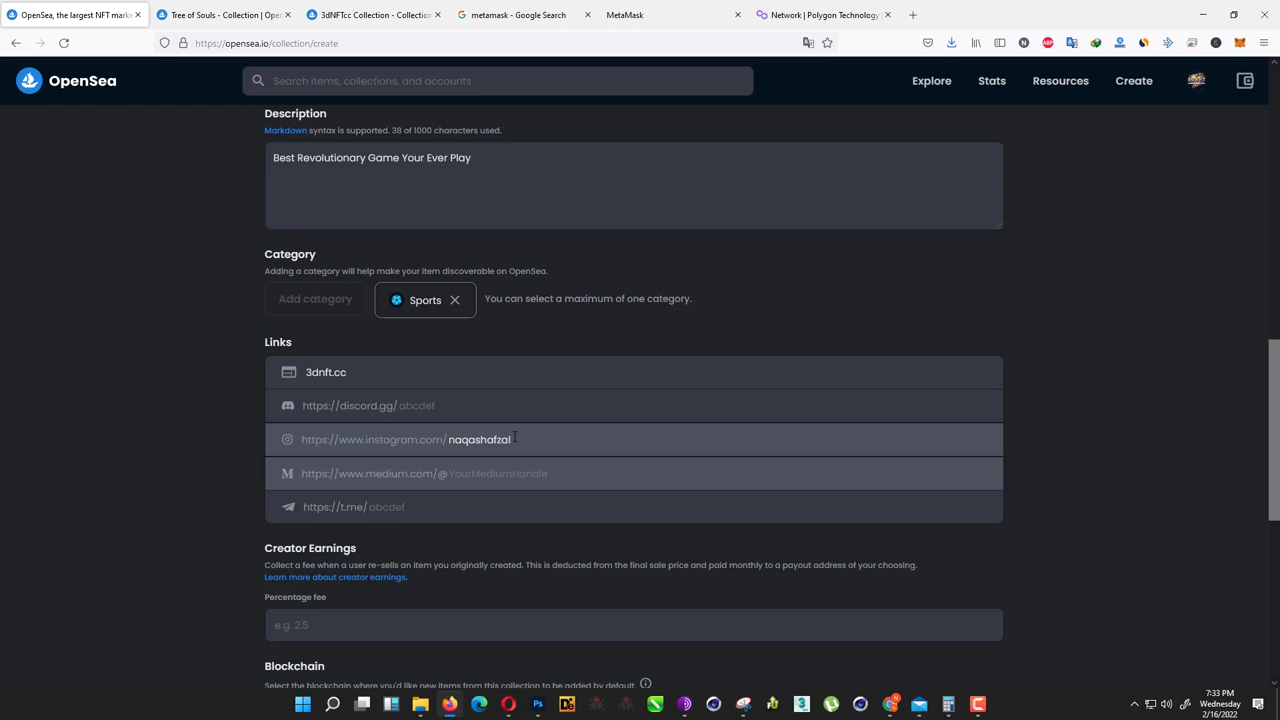 OpenSea, the largest NFT mark
Tree of Souls - Collection | Open
3dNFTcc Collection - Collection
metamask - Google Search
MetaMask
Network | Polygon Technology
https://opensea.io/collection/create
OpenSea
Search items, collections, and accounts
Explore
Stats
Resources
Create
Description
Markdown syntax is supported. 38 of 1000 characters used.
Best Revolutionary Game Your Ever Play
Category
Adding a category will help make your item discoverable on OpenSea.
Add category
Sports
You can select a maximum of one category.
Links
3dnft.cc
https://discord.gg/ abcdef
https://www.instagram.com/ naqashafzal
https://www.medium.com/@ YourMediumHandle
https://t.me/ abcdef
Creator Earnings
Collect a fee when a user re-sells an item you originally created. This is deducted from the final sale price and paid monthly to a payout address of your choosing.
Learn more about creator earnings.
Percentage fee
e.g. 2.5
Blockchain
Select the blockchain where you'd like new items from this collection to be added by default.
7:33 PM
Wednesday
2/16/2022